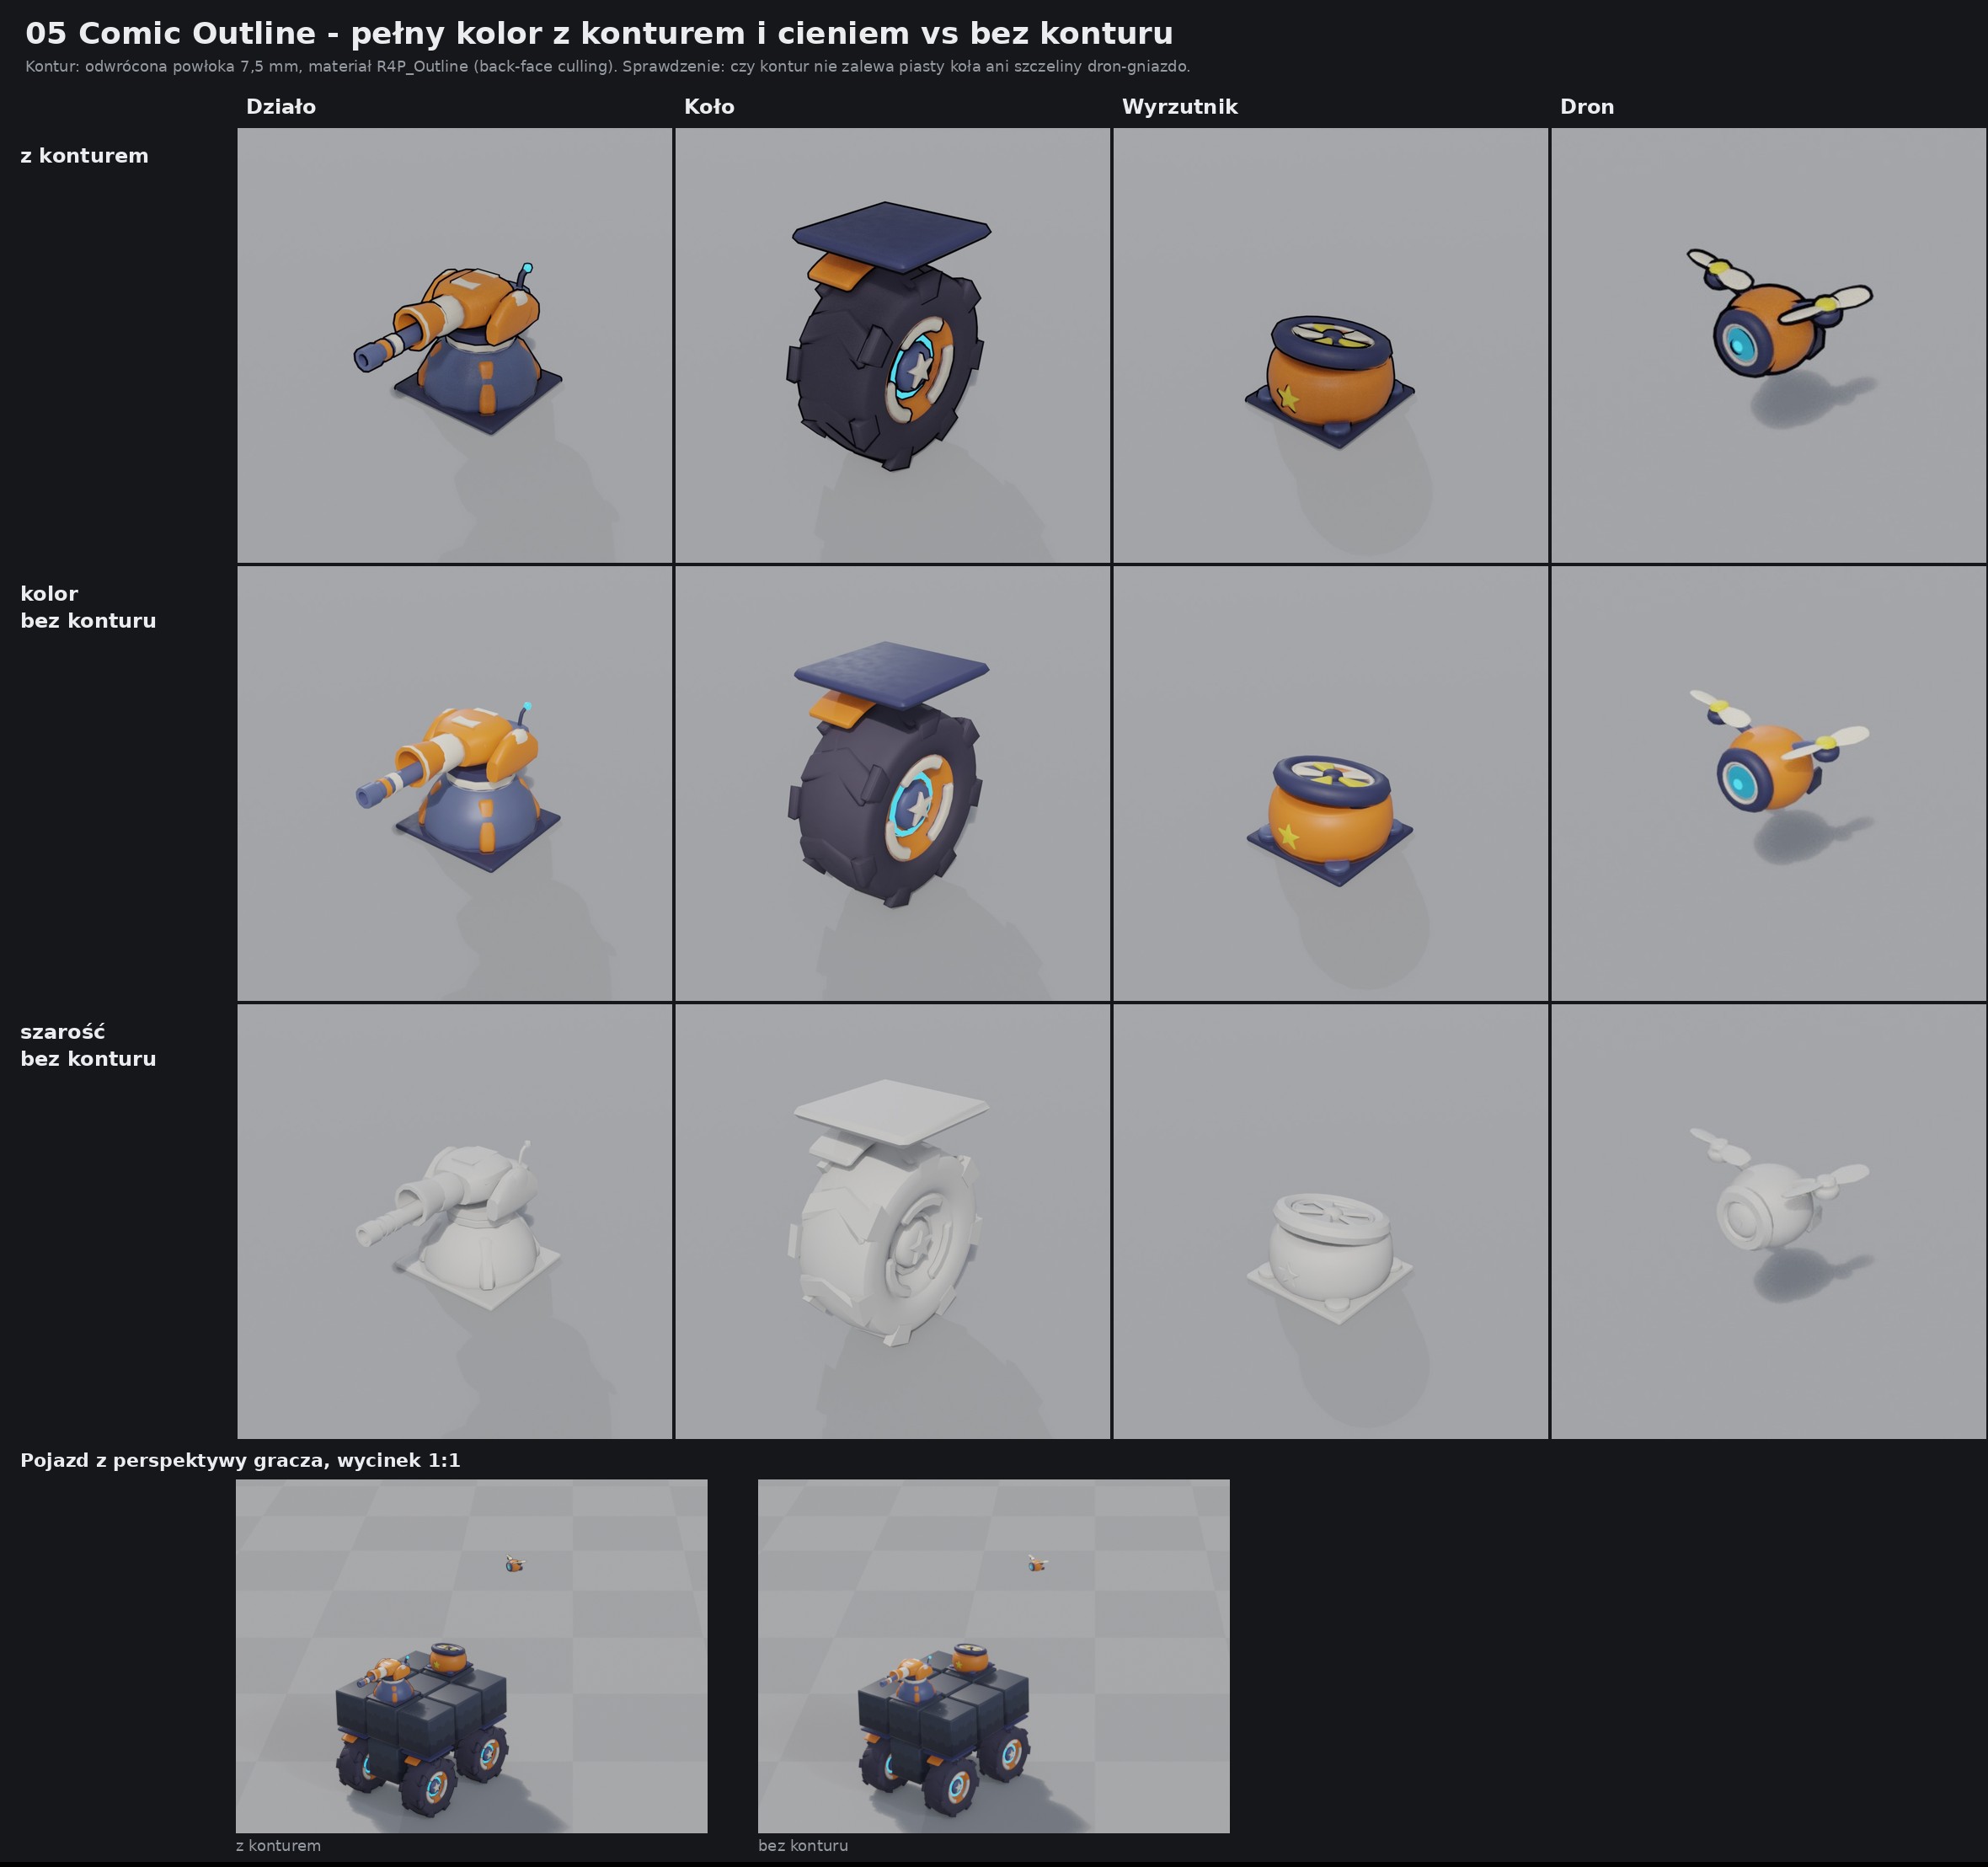 05 Comic Outline - pełny kolor z konturem i cieniem vs bez konturu
Kontur: odwrócona powłoka 7,5 mm, materiał R4P_Outline (back-face culling). Sprawdzenie: czy kontur nie zalewa piasty koła ani szczeliny dron-gniazdo.
Działo
Koło
Wyrzutnik
Dron
z konturem
kolor
bez konturu
szarość
bez konturu
Pojazd z perspektywy gracza, wycinek 1:1
z konturem
bez konturu